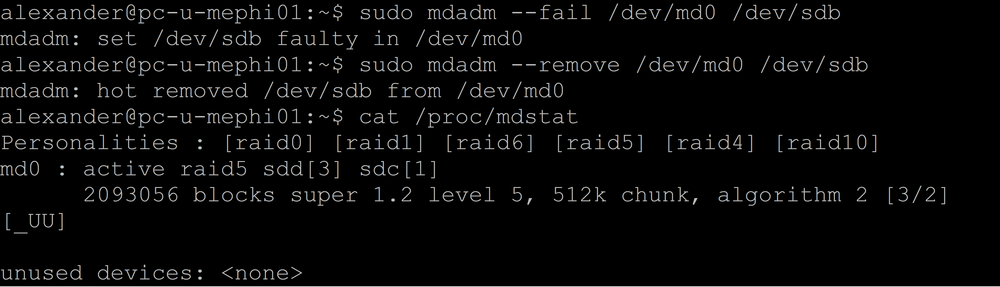 alexander@pc-u-mephi01:~$ sudo mdadm --fail /dev/md0 /dev/sdb
mdadm: set /dev/sdb faulty in /dev/md0
alexander@pc-u-mephi01:~$ sudo mdadm --remove /dev/md0 /dev/sdb
mdadm: hot removed /dev/sdb from /dev/md0
alexander@pc-u-mephi01:~$ cat /proc/mdstat
Personalities : [raid0] [raid1] [raid6] [raid5] [raid4] [raid10]
md0 : active raid5 sdd[3] sdc[1]
      2093056 blocks super 1.2 level 5, 512k chunk, algorithm 2 [3/2]
[_UU]

unused devices: <none>